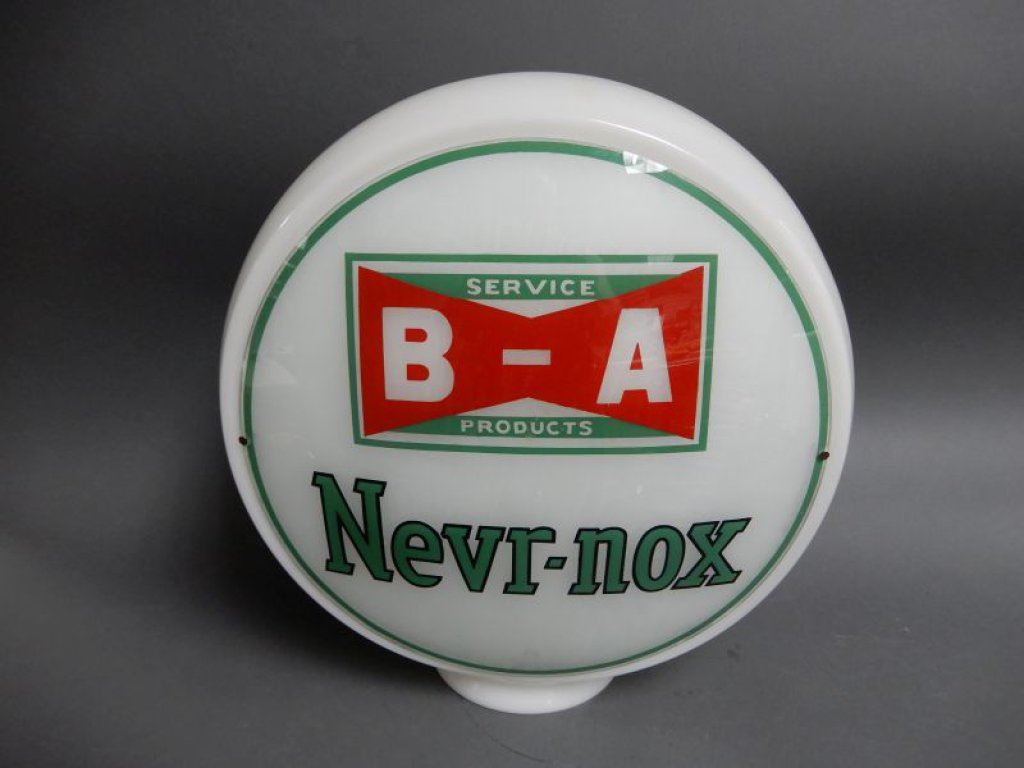 SERVICE
B-A
PRODUCTS
Nevr-nox